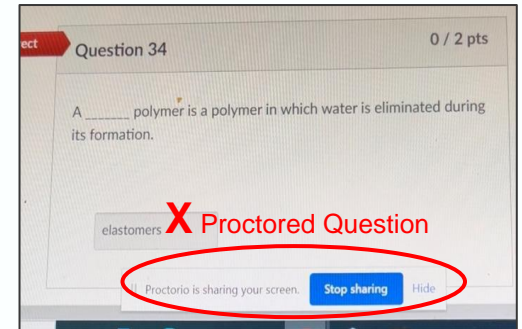 ect
Question 34
0 / 2 pts
A _______ polymer is a polymer in which water is eliminated during
its formation.
elastomers X Proctored Question
|| Proctorio is sharing your screen. Stop sharing Hide